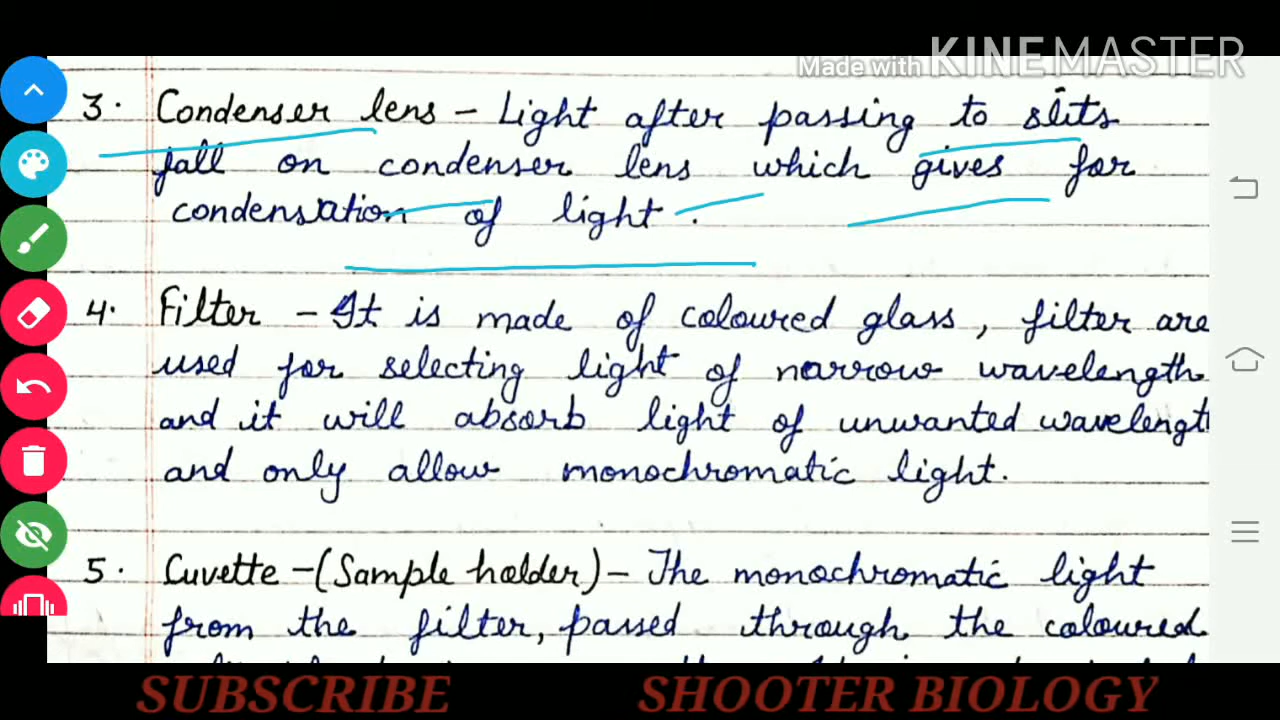 Made with KINEMASTER
3. Condenser lens - Light after passing to slits
fall on condenser lens which gives for
condensation of light.
4. Filter - It is made of coloured glass, filter are
used for selecting light of narrow wavelength
and it will absorb light of unwanted wavelengt
and only allow monochromatic light.
5. Cuvette - (Sample holder) - The monochromatic light
from the filter, passed through the coloured
SUBSCRIBE SHOOTER BIOLOGY